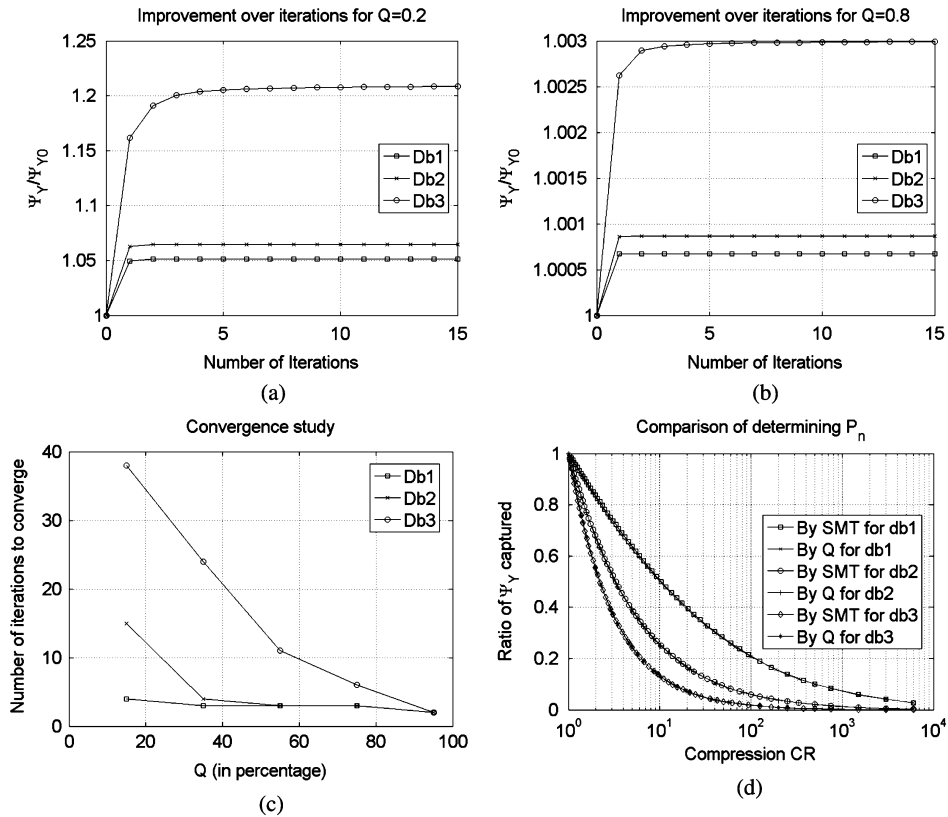 Improvement over iterations for Q=0.2
1.25
1.2
1.15
1.1
1.05
1
Ψ_Y/Ψ_Y0
Db1
Db2
Db3
0 5 10 15
Number of Iterations
(a)
Improvement over iterations for Q=0.8
1.003
1.0025
1.002
1.0015
1.001
1.0005
1
Ψ_Y/Ψ_Y0
Db1
Db2
Db3
0 5 10 15
Number of Iterations
(b)
Convergence study
40
30
20
10
0
Number of iterations to converge
Db1
Db2
Db3
0 20 40 60 80 100
Q (in percentage)
(c)
Comparison of determining P_n
1
0.8
0.6
0.4
0.2
0
Ratio of Ψ_Y captured
By SMT for db1
By Q for db1
By SMT for db2
By Q for db2
By SMT for db3
By Q for db3
10^0 10^1 10^2 10^3 10^4
Compression CR
(d)